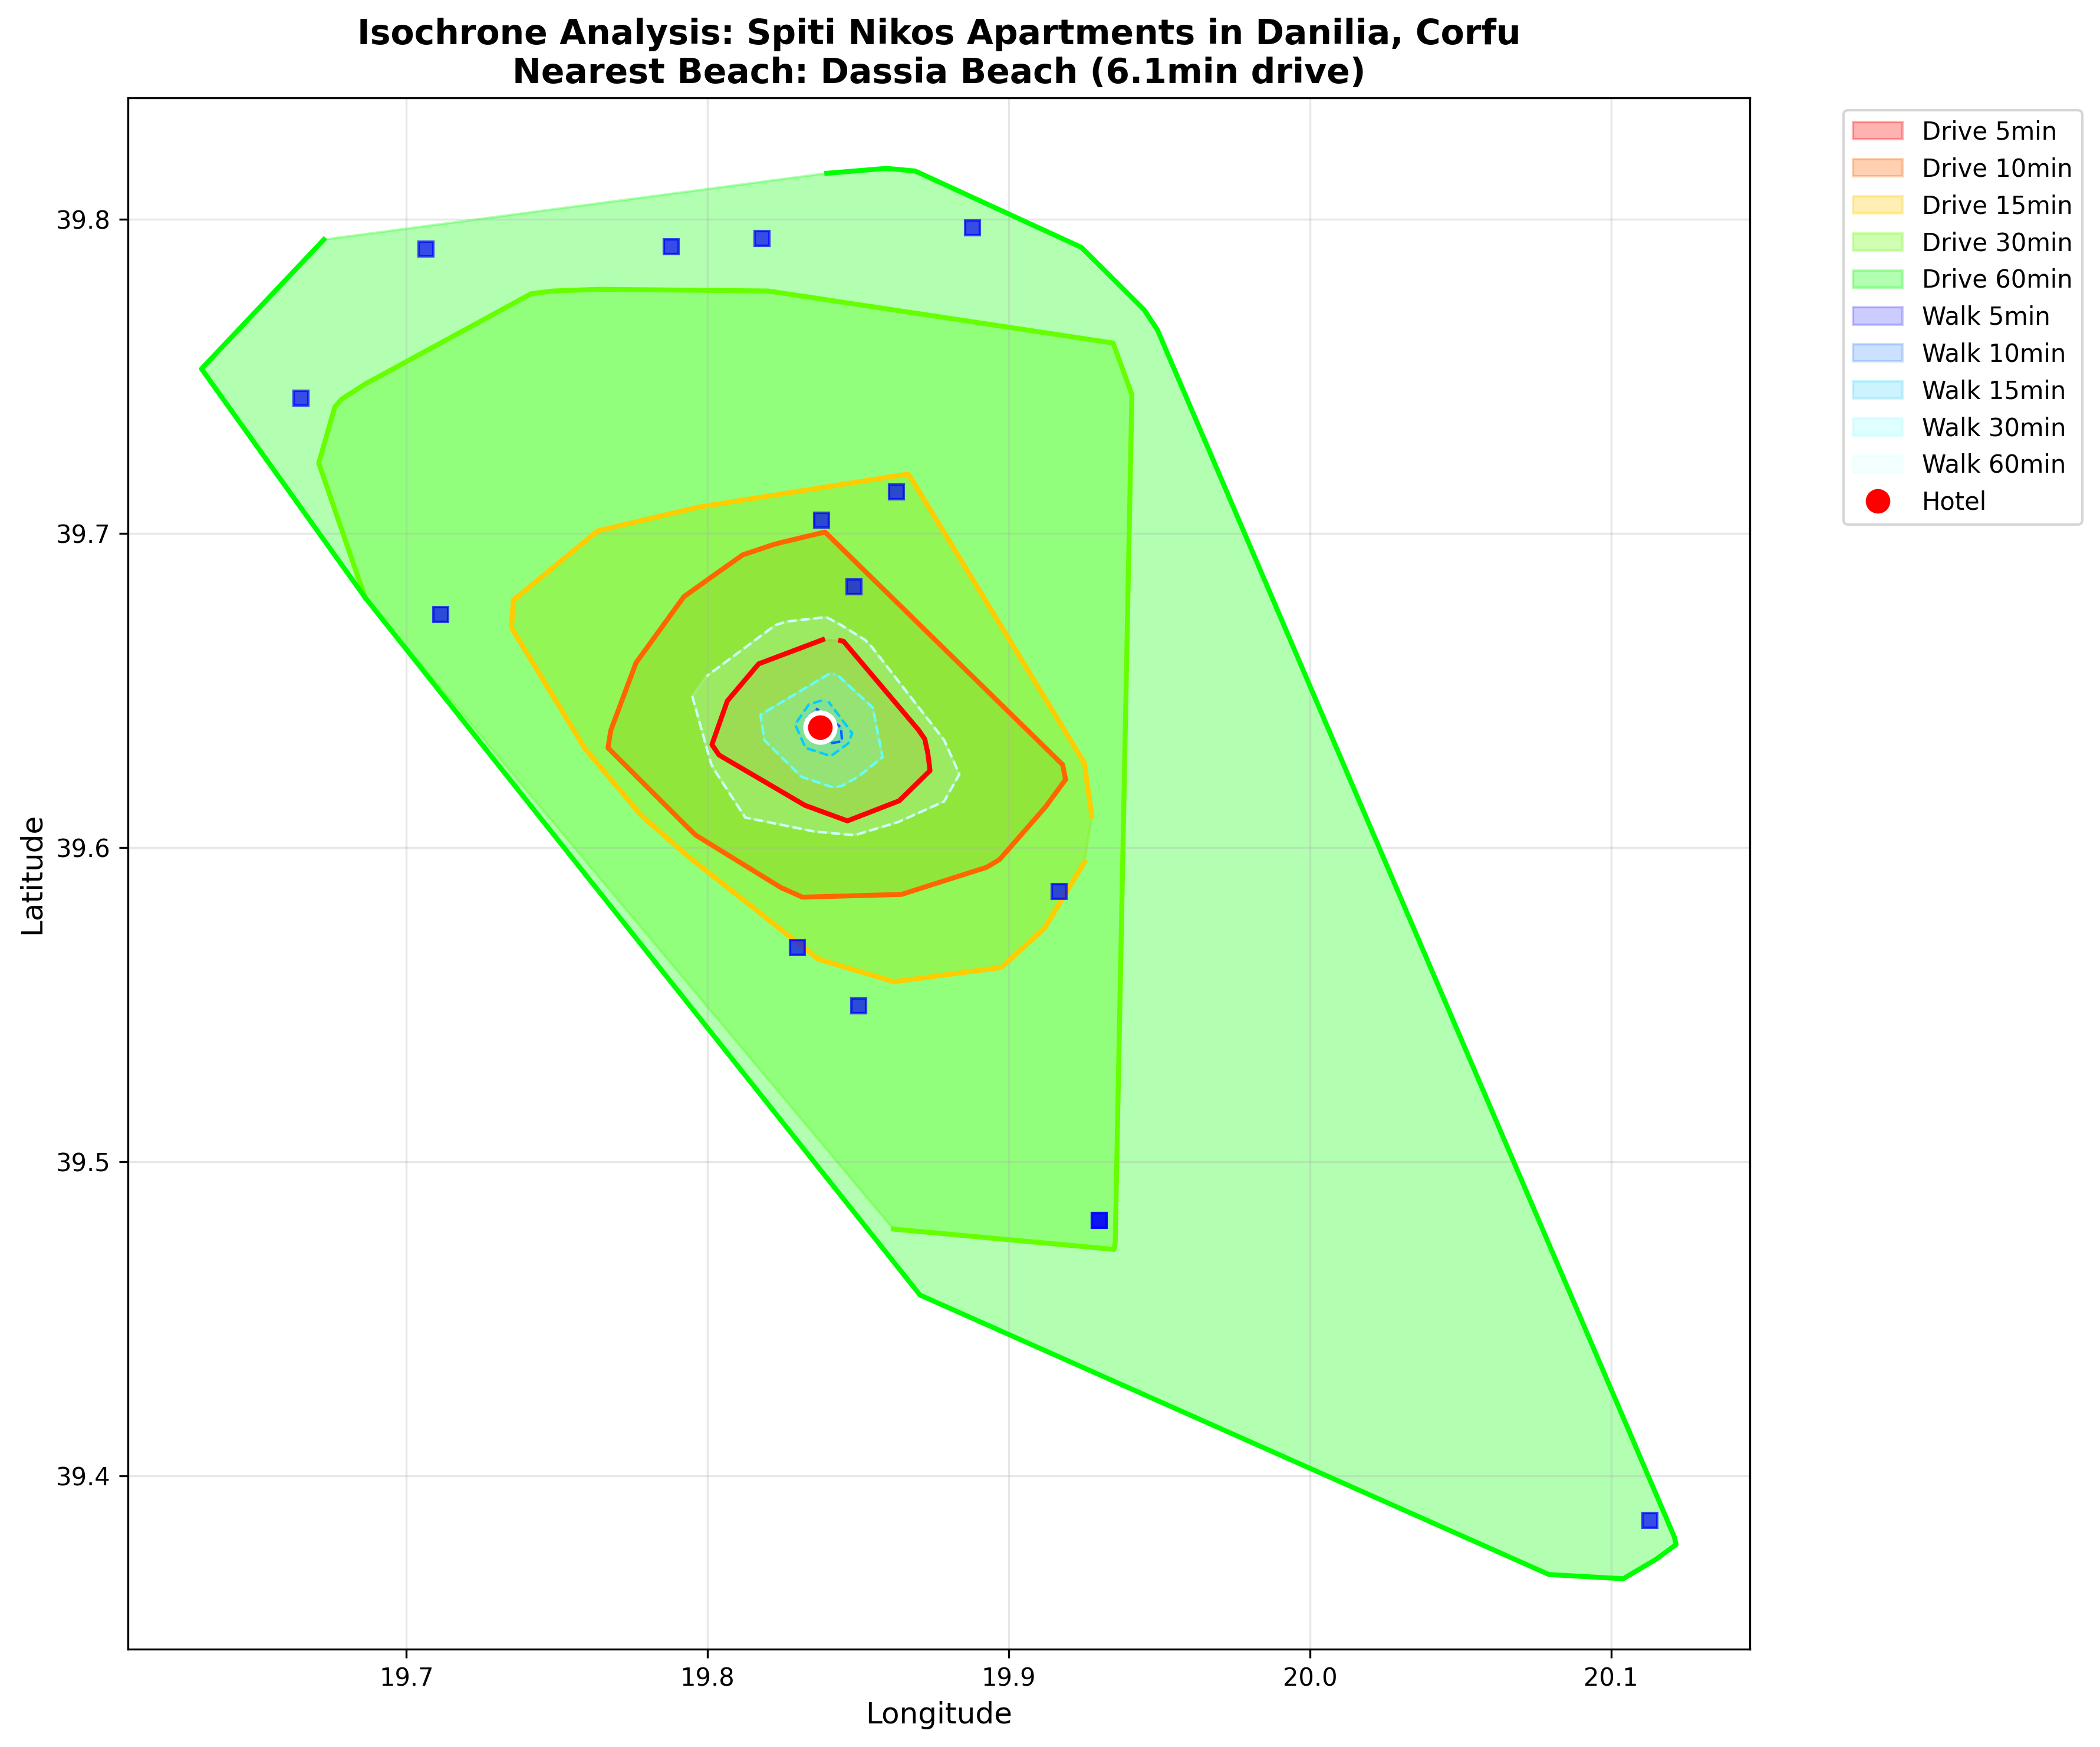 Isochrone Analysis: Spiti Nikos Apartments in Danilia, Corfu
Nearest Beach: Dassia Beach (6.1min drive)
Drive 5min
Drive 10min
Drive 15min
Drive 30min
Drive 60min
Walk 5min
Walk 10min
Walk 15min
Walk 30min
Walk 60min
Hotel
39.8
39.7
39.6
39.5
39.4
Latitude
19.7
19.8
19.9
20.0
20.1
Longitude